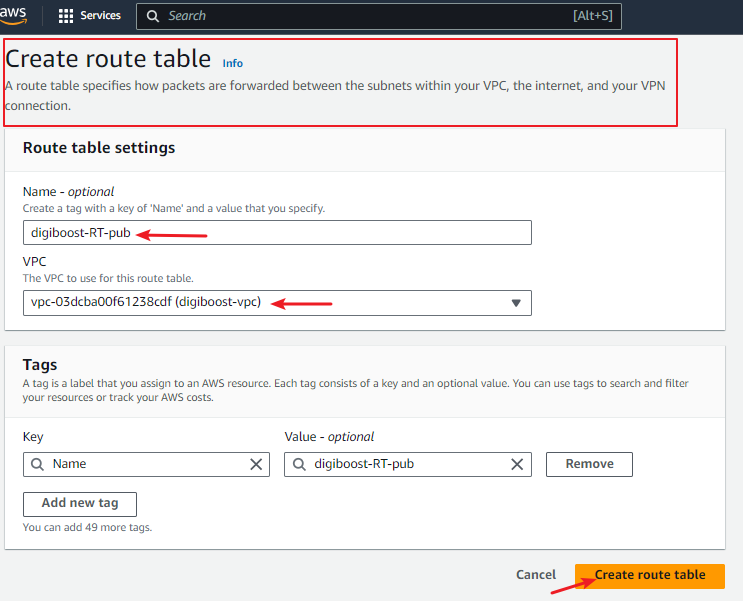 aws
Services
Search
[Alt+S]
Create route table Info
A route table specifies how packets are forwarded between the subnets within your VPC, the internet, and your VPN
connection.
Route table settings
Name - optional
Create a tag with a key of 'Name' and a value that you specify.
digiboost-RT-pub
VPC
The VPC to use for this route table.
vpc-03dcba00f61238cdf (digiboost-vpc)
Tags
A tag is a label that you assign to an AWS resource. Each tag consists of a key and an optional value. You can use tags to search and filter
your resources or track your AWS costs.
Key
Value - optional
Name
digiboost-RT-pub
Remove
Add new tag
You can add 49 more tags.
Cancel
Create route table